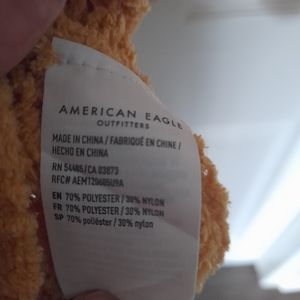 AMERICAN EAGLE
OUTFITTERS
MADE IN CHINA / FABRIQUÉ EN CHINE /
HECHO EN CHINA
RN 54485/CA 03873
RFC# AEMT20605U9A
EN 70% POLYESTER / 30% NYLON
FR 70% POLYESTER / 30% NYLON
SP 70% poliéster / 30% nylon